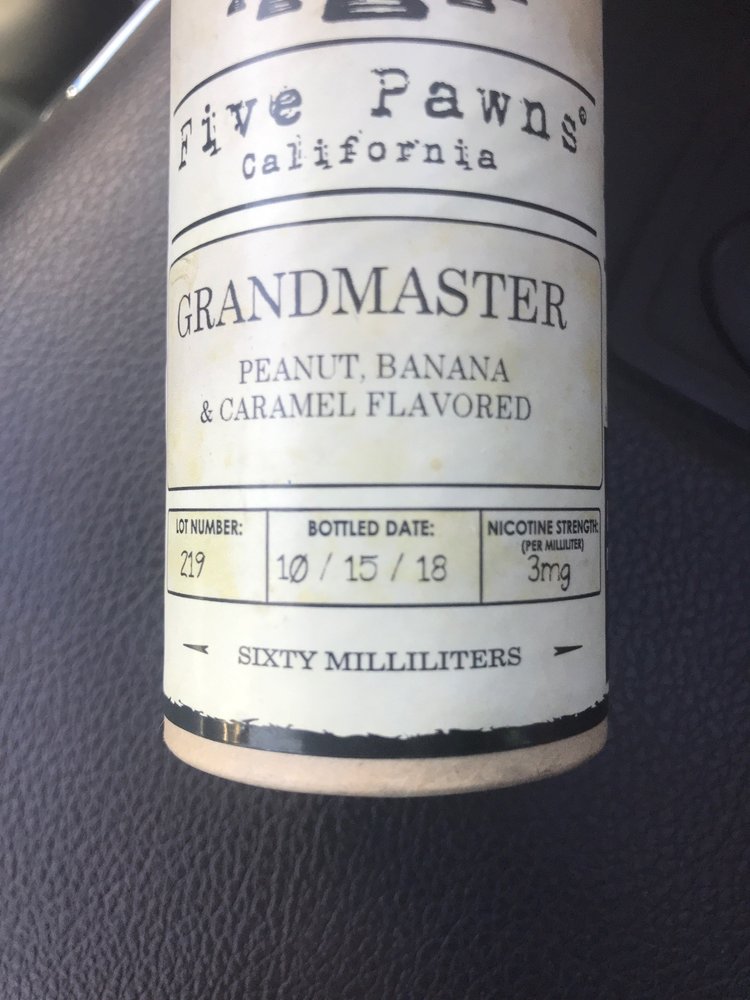 Five Pawns®
California
GRANDMASTER
PEANUT, BANANA
& CARAMEL FLAVORED
LOT NUMBER:
219
BOTTLED DATE:
10 / 15 / 18
NICOTINE STRENGTH:
(PER MILLILITER)
3mg
SIXTY MILLILITERS